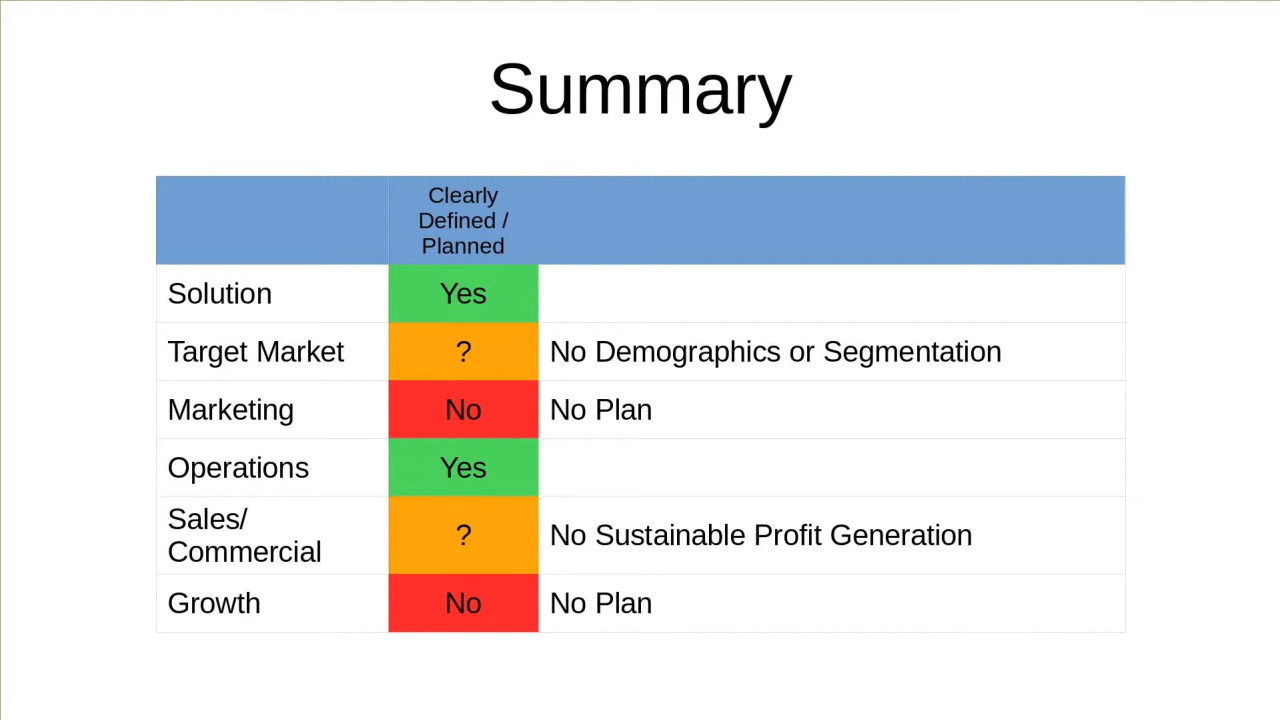 Summary
Clearly
Defined /
Planned
Solution Yes
Target Market ? No Demographics or Segmentation
Marketing No No Plan
Operations Yes
Sales/
Commercial ? No Sustainable Profit Generation
Growth No No Plan